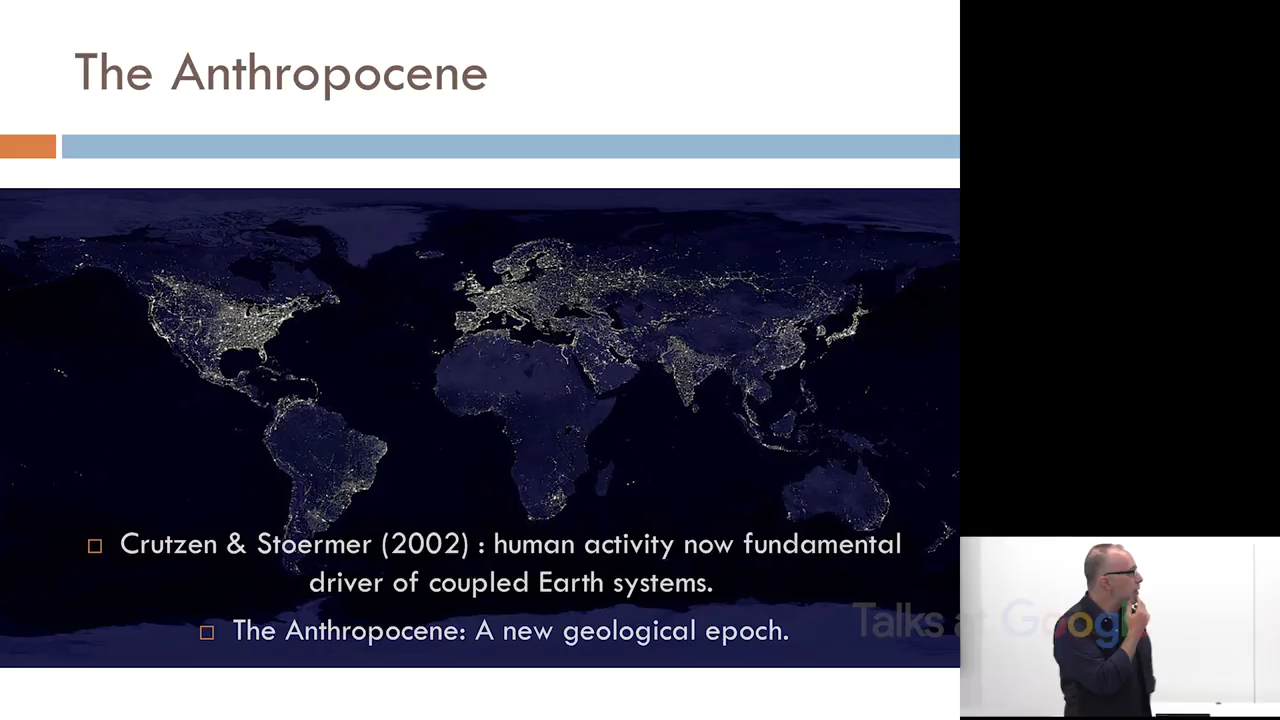 The Anthropocene
Crutzen & Stoermer (2002) : human activity now fundamental
driver of coupled Earth systems.
The Anthropocene: A new geological epoch.
Talks at Google